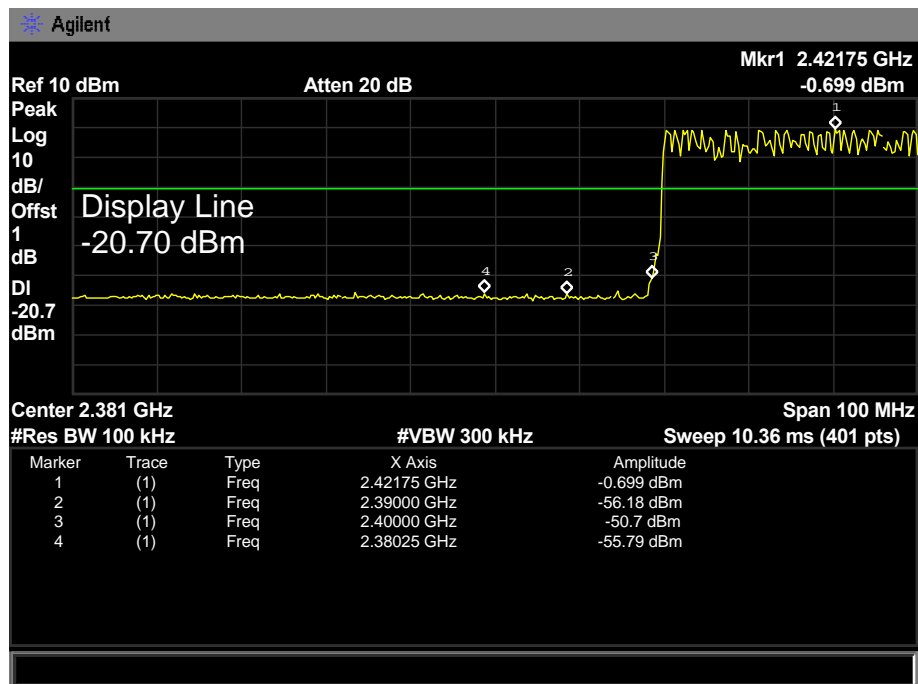 Agilent
Mkr1 2.42175 GHz
Ref 10 dBm Atten 20 dB -0.699 dBm
Peak
Log
10
dB/
Offst
1
dB
DI
-20.7
dBm
Display Line
-20.70 dBm
1
4
2
3
Center 2.381 GHz Span 100 MHz
#Res BW 100 kHz #VBW 300 kHz Sweep 10.36 ms (401 pts)
Marker Trace Type X Axis Amplitude
1 (1) Freq 2.42175 GHz -0.699 dBm
2 (1) Freq 2.39000 GHz -56.18 dBm
3 (1) Freq 2.40000 GHz -50.7 dBm
4 (1) Freq 2.38025 GHz -55.79 dBm